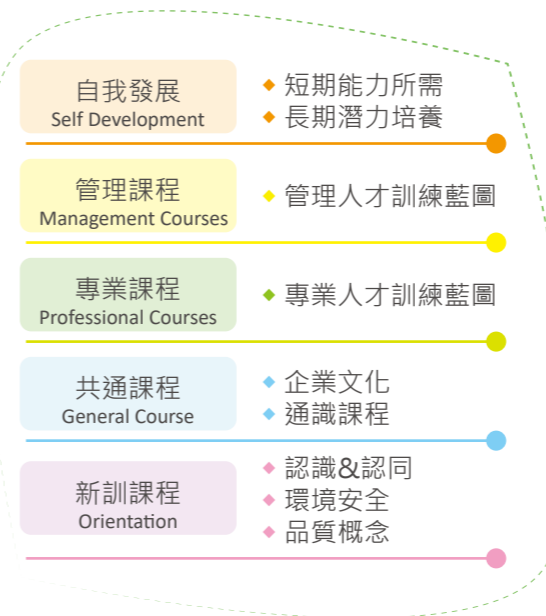 自我發展
Self Development
◆ 短期能力所需
◆ 長期潛力培養
管理課程
Management Courses
◆ 管理人才訓練藍圖
專業課程
Professional Courses
◆ 專業人才訓練藍圖
共通課程
General Course
◆ 企業文化
◆ 通識課程
新訓課程
Orientation
◆ 認識&認同
◆ 環境安全
◆ 品質概念